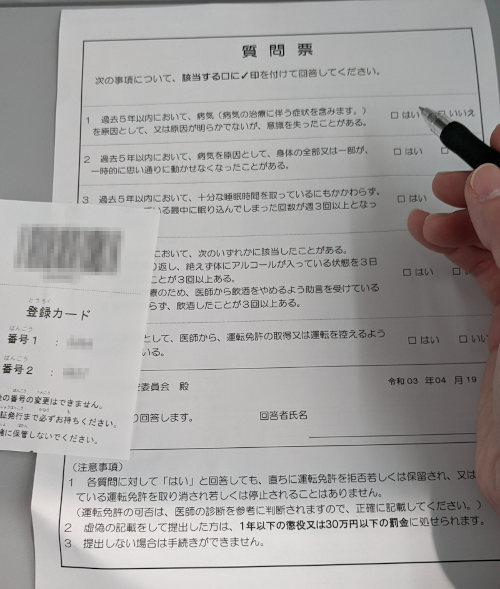 質問票
次の事項について、該当する□に✓印を付けて回答してください。
1 過去5年以内において、病気(病気の治療に伴う症状を含みます。)
を原因として、又は原因が明らかでないが、意識を失ったことがある。
□ はい □ いいえ
2 過去5年以内において、病気を原因として、身体の全部又は一部が、
一時的に思い通りに動かせなくなったことがある。
□ はい □
3 過去5年以内において、十分な睡眠時間を取っているにもかかわらず、
いる最中に眠り込んでしまった回数が週3回以上となっ
□ はい
において、次のいずれかに該当したことがある。
り返し、絶えず体にアルコールが入っている状態を3日
ことが3回以上ある。
療のため、医師から飲酒をやめるよう助言を受けている
らず、飲酒したことが3回以上ある。
□ はい □ い
として、医師から、運転免許の取得又は運転を控えるよう
いる。
□ はい □ いいえ
委員会 殿
令和03 年04 月19
り回答します。
回答者氏名
(注意事項)
1 各質問に対して「はい」と回答しても、直ちに運転免許を拒否若しくは保留され、又は
ている運転免許を取り消され若しくは停止されることはありません。
(運転免許の可否は、医師の診断を参考に判断されますので、正確に記載してください。)
2 虚偽の記載をして提出した方は、1年以下の懲役又は30万円以下の罰金に処せられます。
3 提出しない場合は手続きができません。
とうろく
登録カード
ばんごう
番号1 :
ばんごう
番号2 :
の番号の変更はできません。
証発行まで必ずお持ちください。
に保管しないでください。